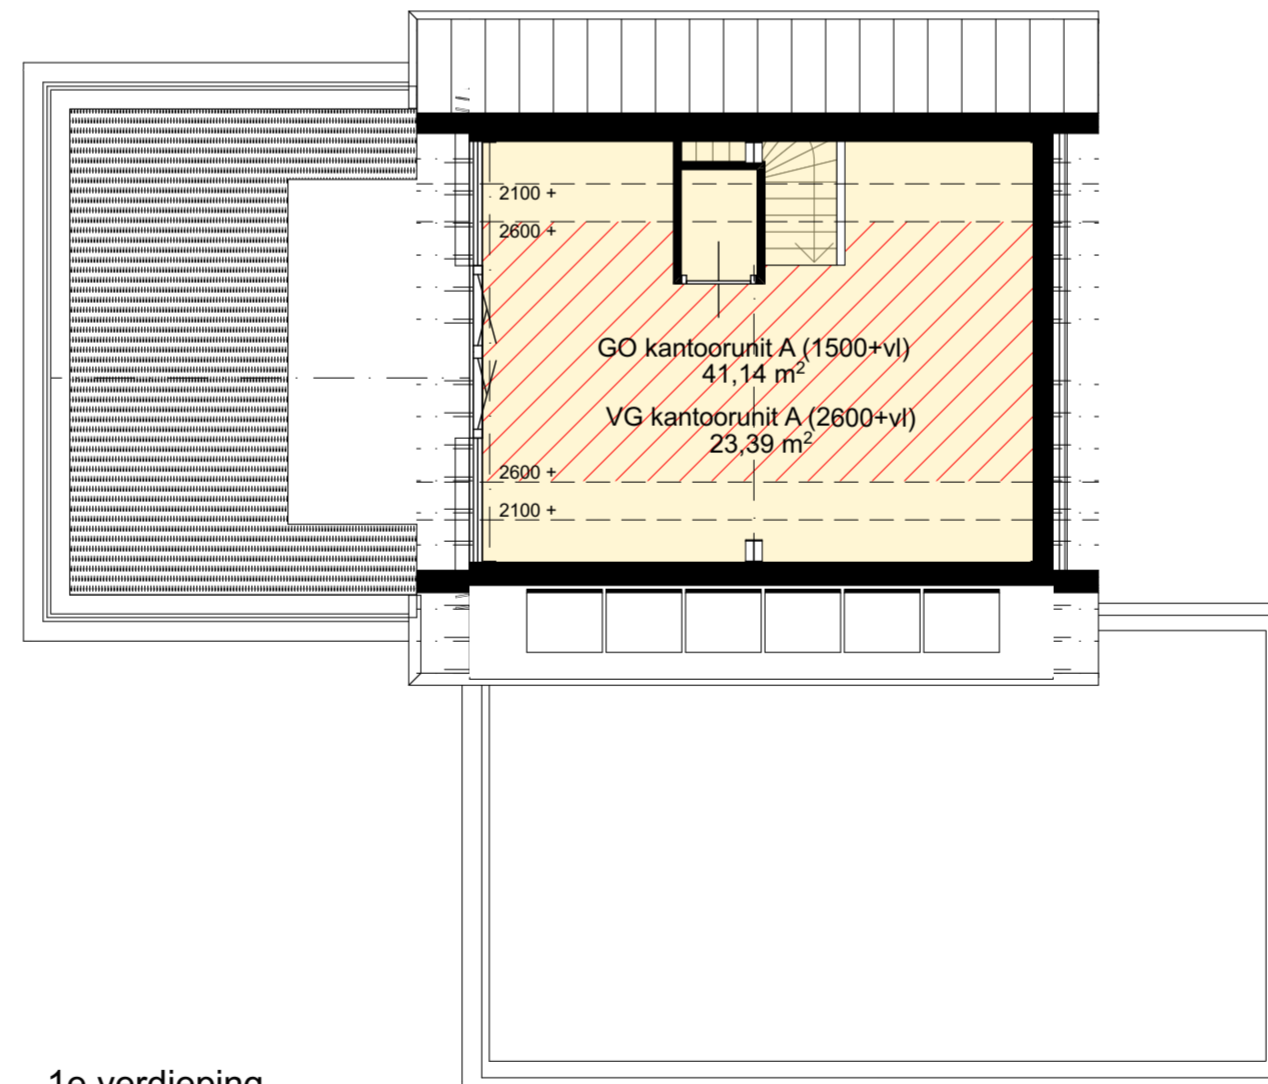 2100 +
2600 +
GO kantoorunit A (1500+vl)
41,14 m²
VG kantoorunit A (2600+vl)
23,39 m²
2600 +
2100 +
1e verdieping